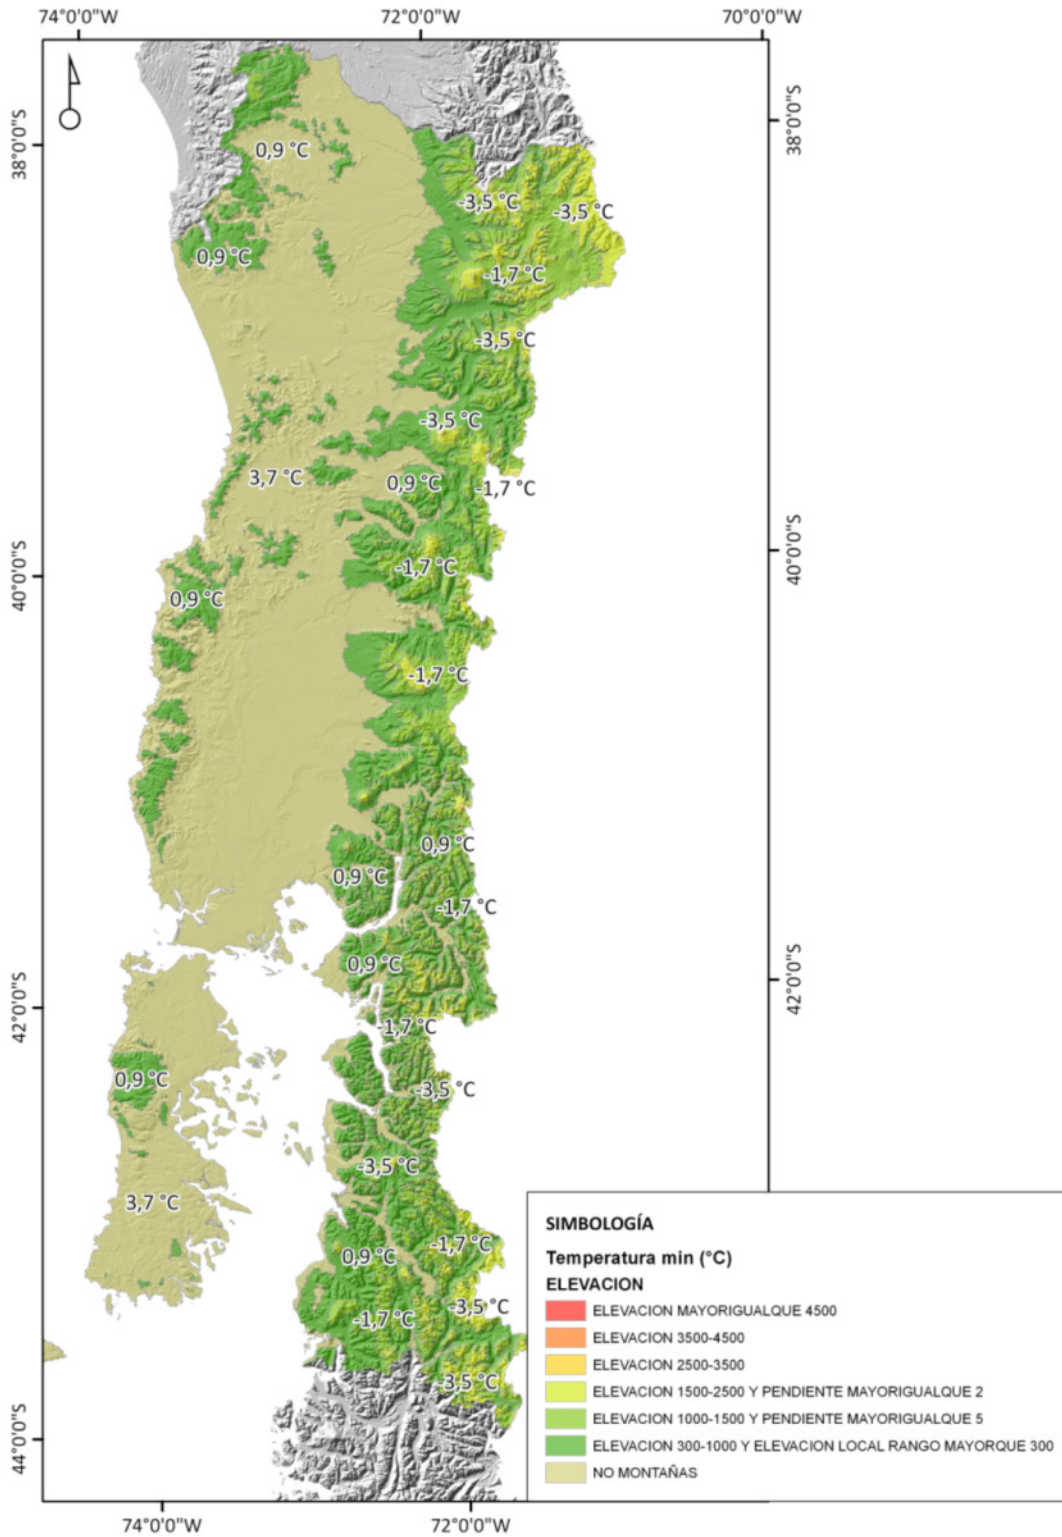 74°0'0"W
72°0'0"W
70°0'0"W
38°0'0"S
38°0'0"S
0,9 °C
-3,5 °C
-3,5 °C
0,9 °C
-1,7 °C
-3,5 °C
-3,5 °C
3,7 °C
0,9 °C
-1,7 °C
40°0'0"S
40°0'0"S
-1,7 °C
0,9 °C
-1,7 °C
0,9 °C
0,9 °C
-1,7 °C
0,9 °C
42°0'0"S
42°0'0"S
-1,7 °C
0,9 °C
-3,5 °C
-3,5 °C
3,7 °C
-1,7 °C
0,9 °C
-3,5 °C
-1,7 °C
-3,5 °C
44°0'0"S
SIMBOLOGÍA
Temperatura min (°C)
ELEVACION
ELEVACION MAYORIGUALQUE 4500
ELEVACION 3500-4500
ELEVACION 2500-3500
ELEVACION 1500-2500 Y PENDIENTE MAYORIGUALQUE 2
ELEVACION 1000-1500 Y PENDIENTE MAYORIGUALQUE 5
ELEVACION 300-1000 Y ELEVACION LOCAL RANGO MAYORQUE 300
NO MONTAÑAS
74°0'0"W
72°0'0"W